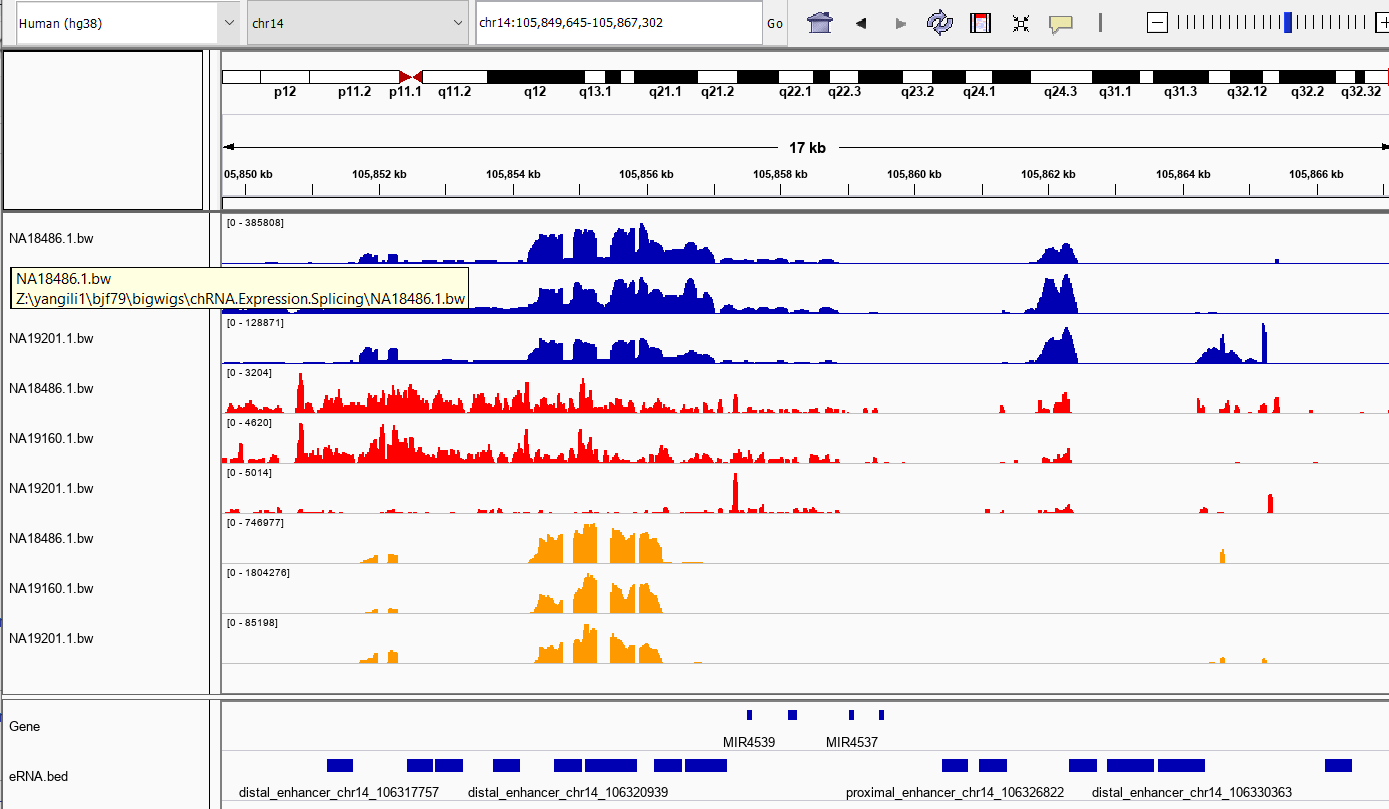 Human (hg38) chr14 chr14:105,849,645-105,867,302 Go
p12 p11.2 p11.1 q11.2 q12 q13.1 q21.1 q21.2 q22.1 q22.3 q23.2 q24.1 q24.3 q31.1 q31.3 q32.12 q32.2 q32.32
17 kb
05,850 kb 105,852 kb 105,854 kb 105,856 kb 105,858 kb 105,860 kb 105,862 kb 105,864 kb 105,866 kb
[0 - 385808]
NA18486.1.bw
NA18486.1.bw
Z:\yangili1\bjf79\bigwigs\chRNA.Expression.Splicing\NA18486.1.bw
[0 - 128871]
NA19201.1.bw
[0 - 3204]
NA18486.1.bw
[0 - 4620]
NA19160.1.bw
[0 - 5014]
NA19201.1.bw
[0 - 746977]
NA18486.1.bw
[0 - 1804276]
NA19160.1.bw
[0 - 85198]
NA19201.1.bw
Gene
MIR4539 MIR4537
eRNA.bed
distal_enhancer_chr14_106317757 distal_enhancer_chr14_106320939 proximal_enhancer_chr14_106326822 distal_enhancer_chr14_106330363